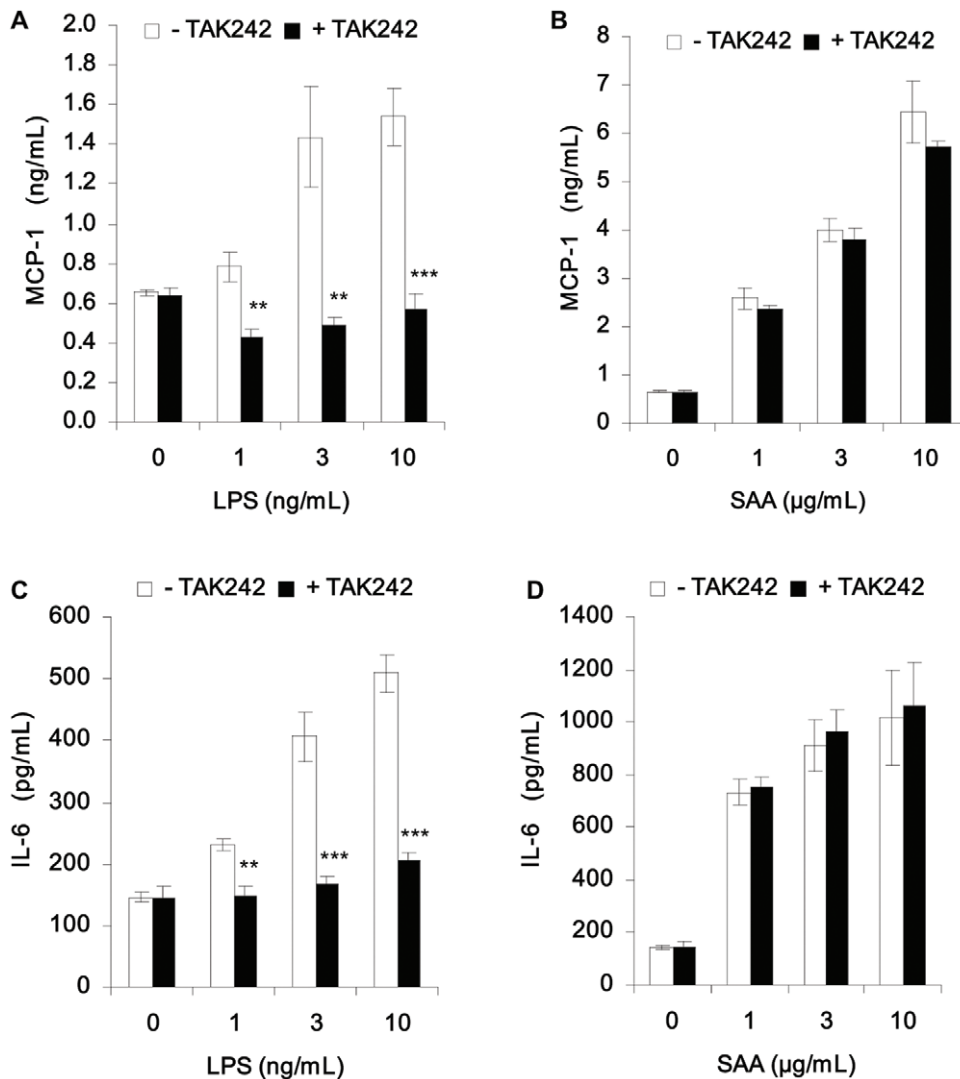 A
- TAK242 + TAK242
2.0
1.8
1.6
1.4
1.2
1.0
0.8
0.6
0.4
0.2
0.0
MCP-1 (ng/mL)
**
**
***
0 1 3 10
LPS (ng/mL)
B
- TAK242 + TAK242
8
7
6
5
4
3
2
1
0
MCP-1 (ng/mL)
0 1 3 10
SAA (µg/mL)
C
- TAK242 + TAK242
600
500
400
300
200
100
0
IL-6 (pg/mL)
**
***
***
0 1 3 10
LPS (ng/mL)
D
- TAK242 + TAK242
1400
1200
1000
800
600
400
200
0
IL-6 (pg/mL)
0 1 3 10
SAA (µg/mL)